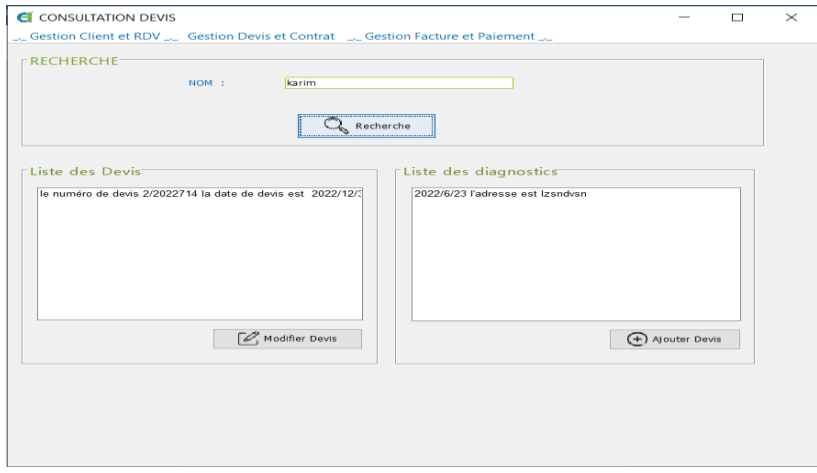 CONSULTATION DEVIS
_._ Gestion Client et RDV _._ Gestion Devis et Contrat _._ Gestion Facture et Paiement _._
RECHERCHE
NOM :
karim
Recherche
Liste des Devis
le numéro de devis 2/2022714 la date de devis est 2022/12/3
Modifier Devis
Liste des diagnostics
2022/6/23 l'adresse est lzsndvsn
Ajouter Devis